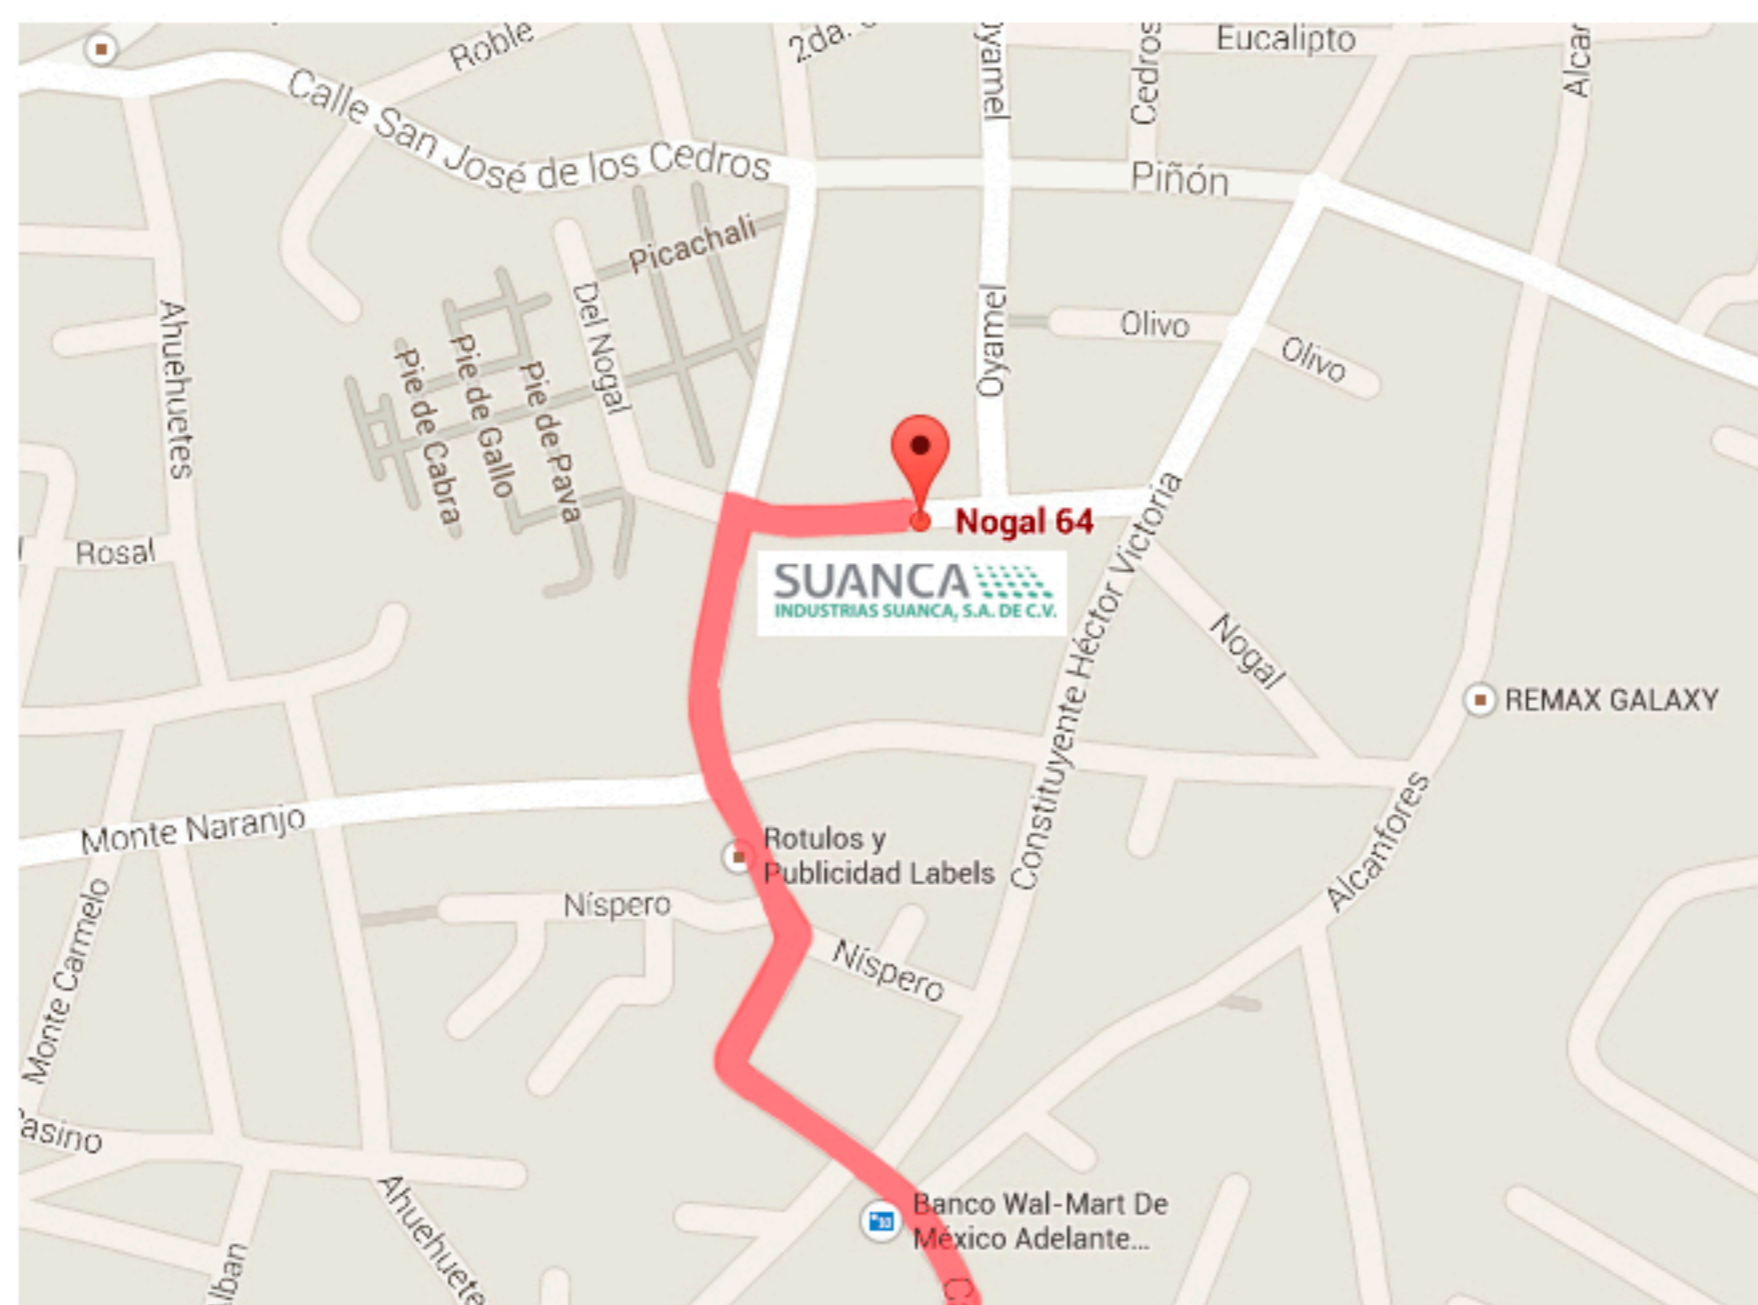 Roble
2da.
Oyamel
Cedros
Eucalipto
Calle San José de los Cedros
Piñón
Picachali
Del Nogal
Ahuehuetes
Oyamel
Olivo
Olivo
Pie de Cabra
Pie de Gallo
Pie de Pava
Nogal 64
Rosal
SUANCA
INDUSTRIAS SUANCA, S.A. DE C.V.
Constituyente Héctor Victoria
Nogal
REMAX GALAXY
Monte Naranjo
Rotulos y
Publicidad Labels
Alcanfores
Níspero
Níspero
Monte Carmelo
Banco Wal-Mart De
México Adelante...